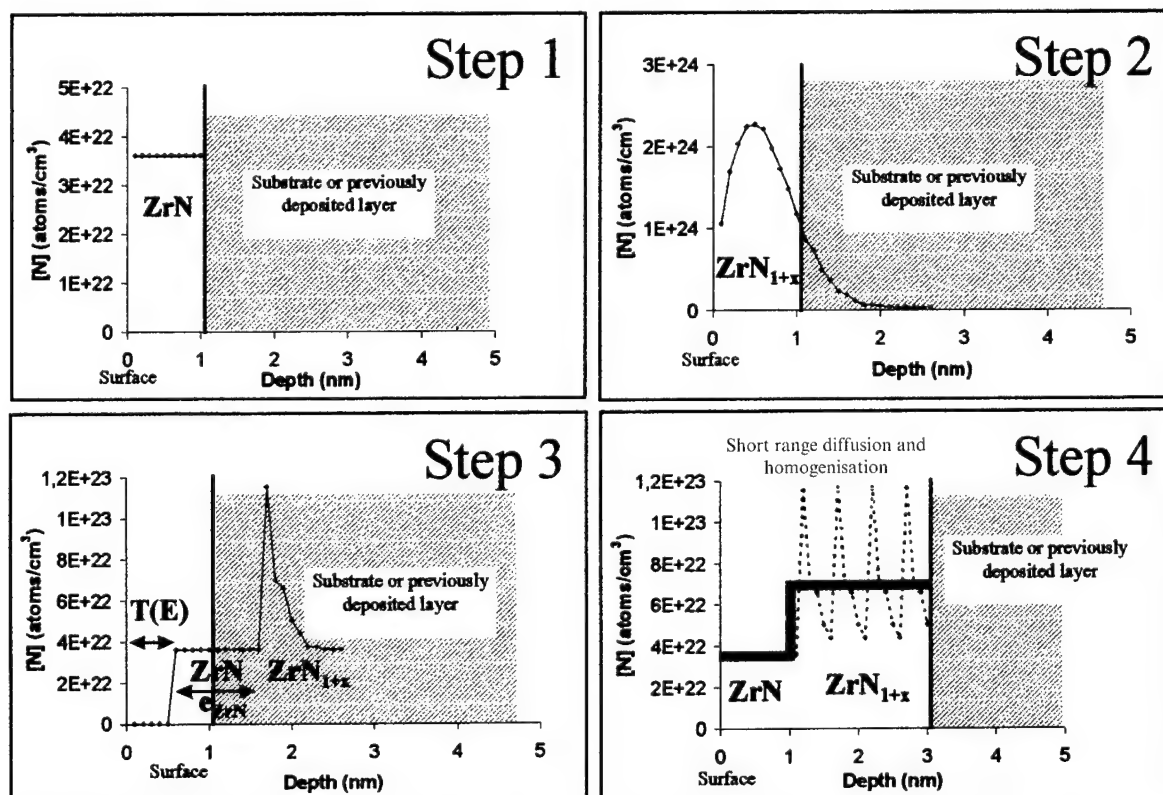 Step 1
5E+22
4E+22
3E+22
2E+22
1E+22
0
[N] (atoms/cm³)
ZrN
Substrate or previously
deposited layer
0 1 2 3 4 5
Surface
Depth (nm)
Step 2
3E+24
2E+24
1E+24
0
[N] (atoms/cm³)
ZrN1+x
Substrate or previously
deposited layer
0 1 2 3 4 5
Surface
Depth (nm)
Step 3
1,2E+23
1E+23
8E+22
6E+22
4E+22
2E+22
0
[N] (atoms/cm³)
Substrate or previously
deposited layer
T(E)
ZrN ZrN1+x
eZrN
0 1 2 3 4 5
Surface
Depth (nm)
Step 4
Short range diffusion and
homogenisation
1,2E+23
1E+23
8E+22
6E+22
4E+22
2E+22
0
[N] (atoms/cm³)
Substrate or previously
deposited layer
ZrN ZrN1+x
0 1 2 3 4 5
Surface
Depth (nm)